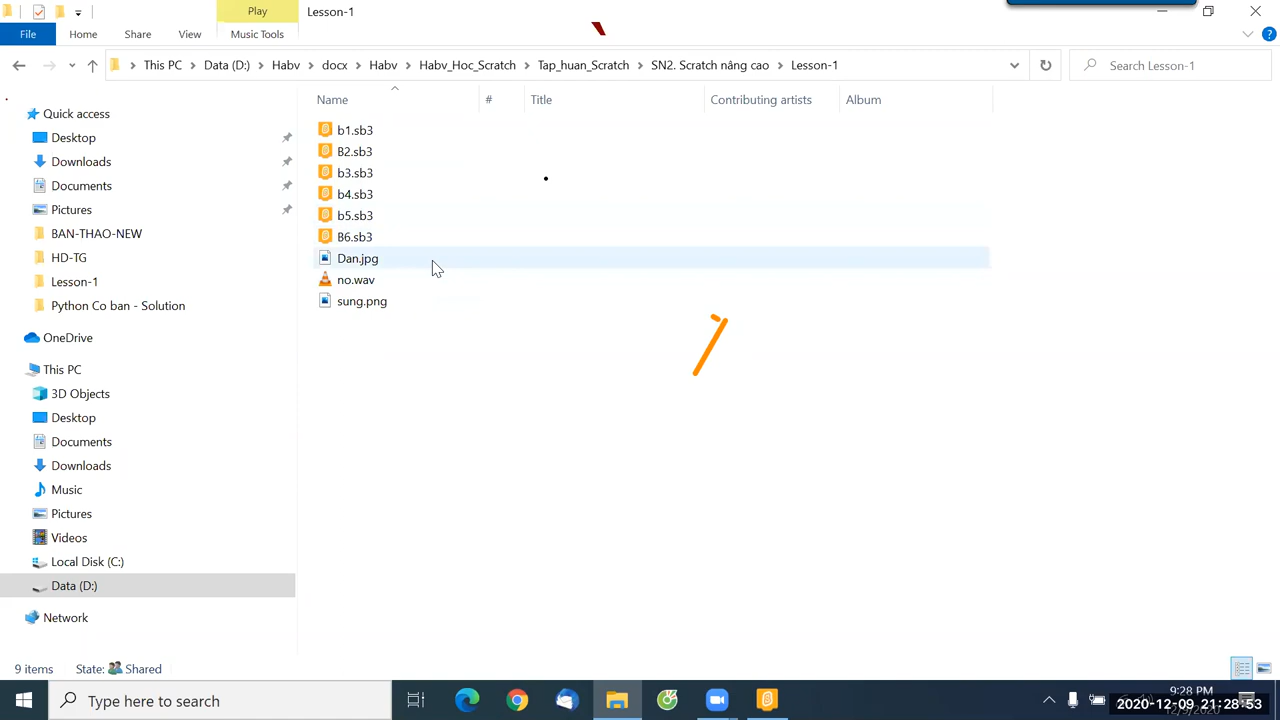 Play
Lesson-1
File
Home
Share
View
Music Tools
This PC
Data (D:)
Habv
docx
Habv
Habv_Hoc_Scratch
Tap_huan_Scratch
SN2. Scratch nâng cao
Lesson-1
Search Lesson-1
Name
#
Title
Contributing artists
Album
Quick access
Desktop
Downloads
Documents
Pictures
BAN-THAO-NEW
HD-TG
Lesson-1
Python Co ban - Solution
OneDrive
This PC
3D Objects
Desktop
Documents
Downloads
Music
Pictures
Videos
Local Disk (C:)
Data (D:)
Network
b1.sb3
B2.sb3
b3.sb3
b4.sb3
b5.sb3
B6.sb3
Dan.jpg
no.wav
sung.png
9 items
State:
Shared
Type here to search
9:28 PM
2020-12-09 21:28:53